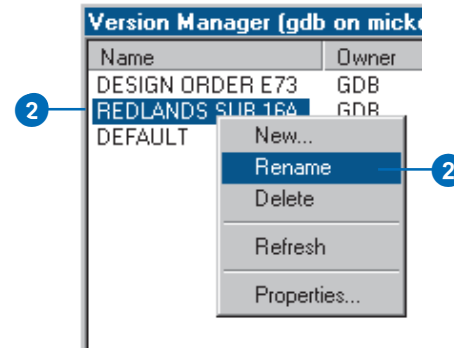 Version Manager (gdb on micke
Name Owner
DESIGN ORDER E73 GDB
2 REDLANDS SUB 16A GDB
DEFAULT
New...
Rename 2
Delete
Refresh
Properties...